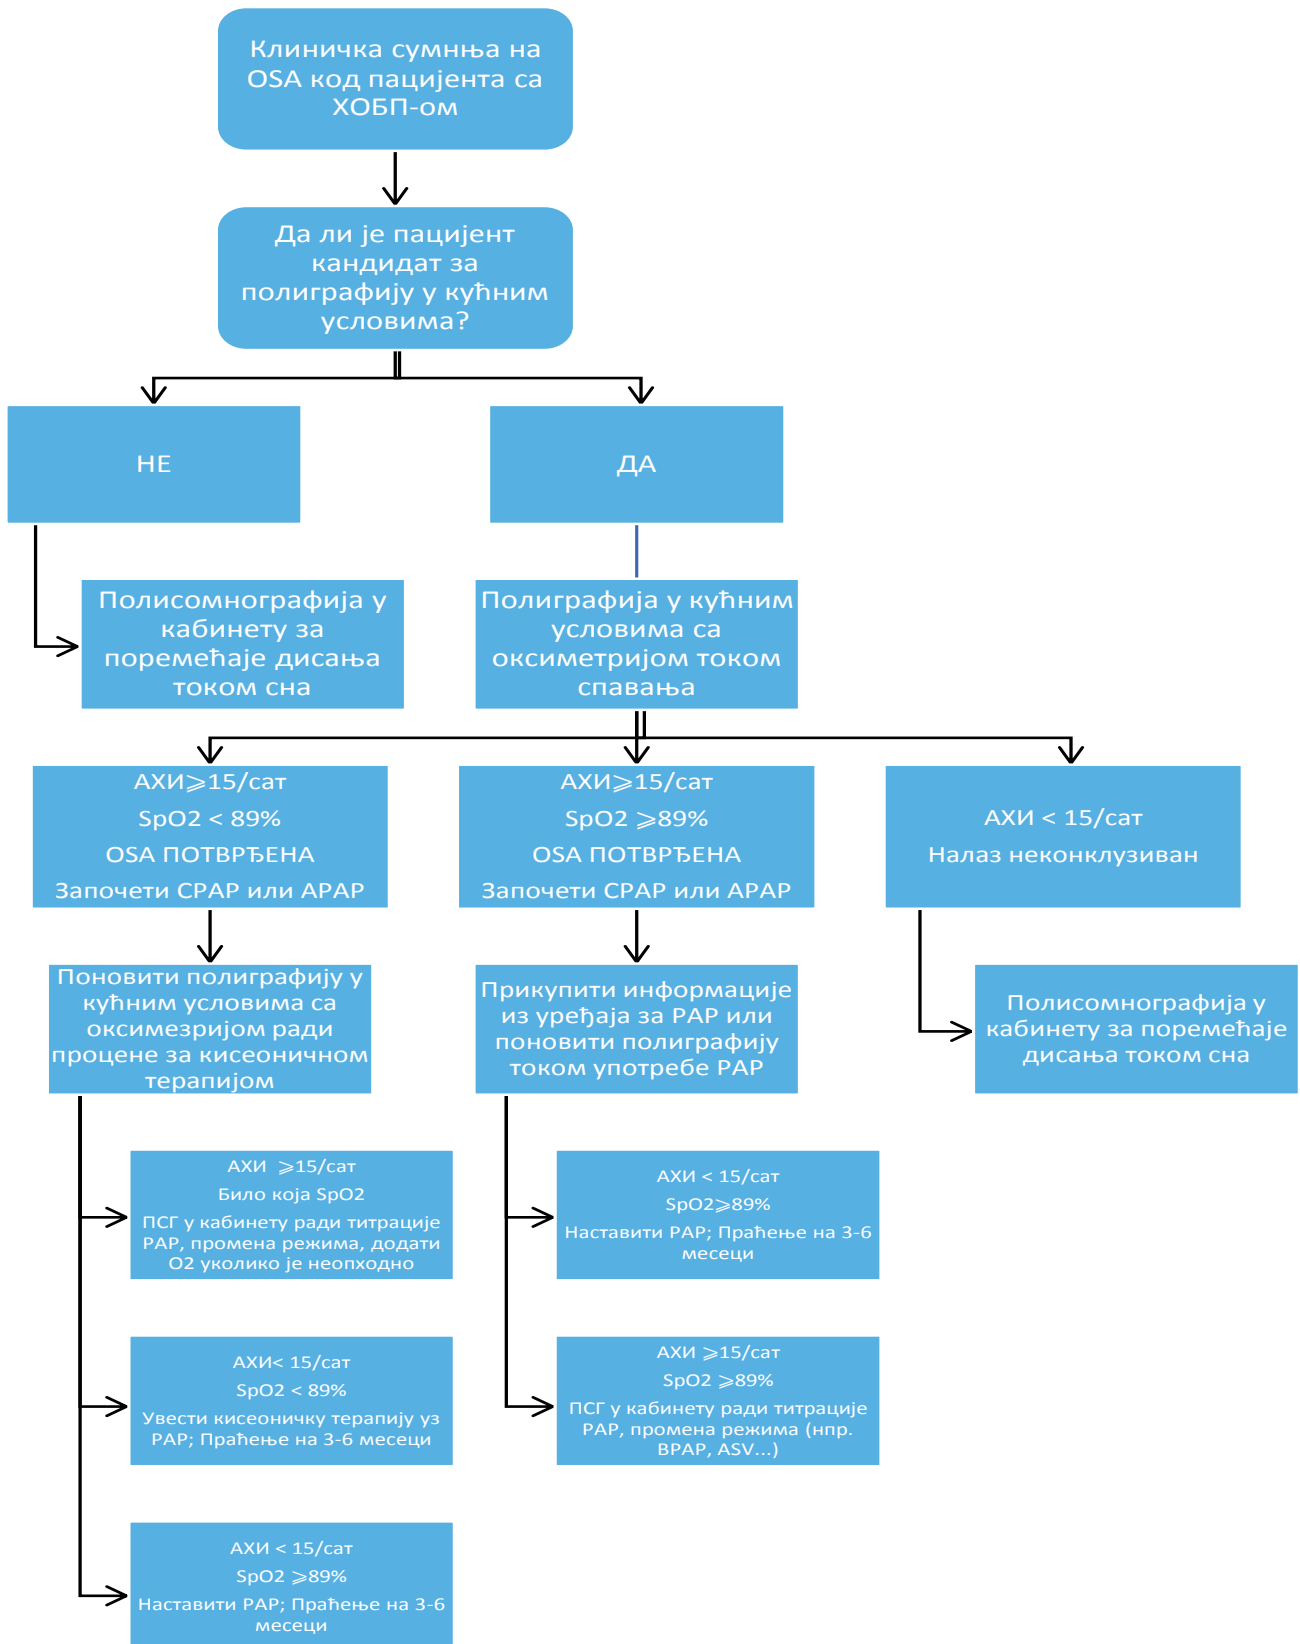 Клиничка сумнња на
OSA код пацијента са
ХОБП-ом
Да ли је пацијент
кандидат за
полиграфију у кућним
условима?
НЕ
ДА
Полисомнографија у
кабинету за
поремећаје дисања
током сна
Полиграфија у кућним
условима са
оксиметријом током
спавања
АХИ⩾15/сат
SpO2 < 89%
OSA ПОТВРЂЕНА
Започети CPAP или APAP
АХИ⩾15/сат
SpO2 ⩾89%
OSA ПОТВРЂЕНА
Започети CPAP или APAP
АХИ < 15/сат
Налаз неконклузиван
Поновити полиграфију у
кућним условима са
оксимезријом ради
процене за кисеоничном
терапијом
Прикупити информације
из уређаја за PAP или
поновити полиграфију
током употребе PAP
Полисомнографија у
кабинету за поремећаје
дисања током сна
АХИ ⩾15/сат
Било која SpO2
ПСГ у кабинету ради титрације
PAP, промена режима, додати
О2 уколико је неопходно
АХИ < 15/сат
SpO2⩾89%
Наставити PAP; Праћење на 3-6
месеци
АХИ< 15/сат
SpO2 < 89%
Увести кисеоничку терапију уз
PAP; Праћење на 3-6 месеци
АХИ ⩾15/сат
SpO2 ⩾89%
ПСГ у кабинету ради титрације
PAP, промена режима (нпр.
BPAP, ASV...)
АХИ < 15/сат
SpO2 ⩾89%
Наставити PAP; Праћење на 3-6
месеци